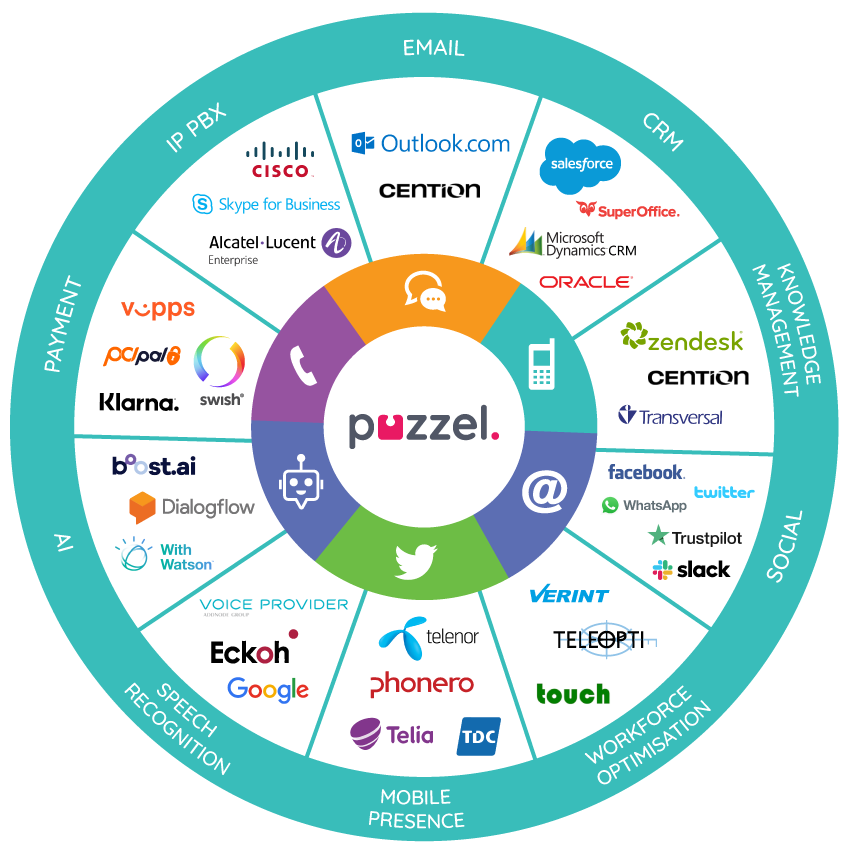 EMAIL
Outlook.com
CENTION
CRM
salesforce
SuperOffice.
Microsoft
Dynamics CRM
ORACLE
KNOWLEDGE
MANAGEMENT
zendesk
CENTION
Transversal
SOCIAL
facebook.
twitter
WhatsApp
Trustpilot
slack
WORKFORCE
OPTIMISATION
VERINT
TELEOPTI
touch
MOBILE
PRESENCE
telenor
phonero
Telia
TDC
SPEECH
RECOGNITION
VOICE PROVIDER
Eckoh
Google
AI
boost.ai
Dialogflow
With
Watson
PAYMENT
vipps
PCIpal
swish
Klarna.
IP PBX
CISCO
Skype for Business
Alcatel·Lucent
Enterprise
puzzel.
@